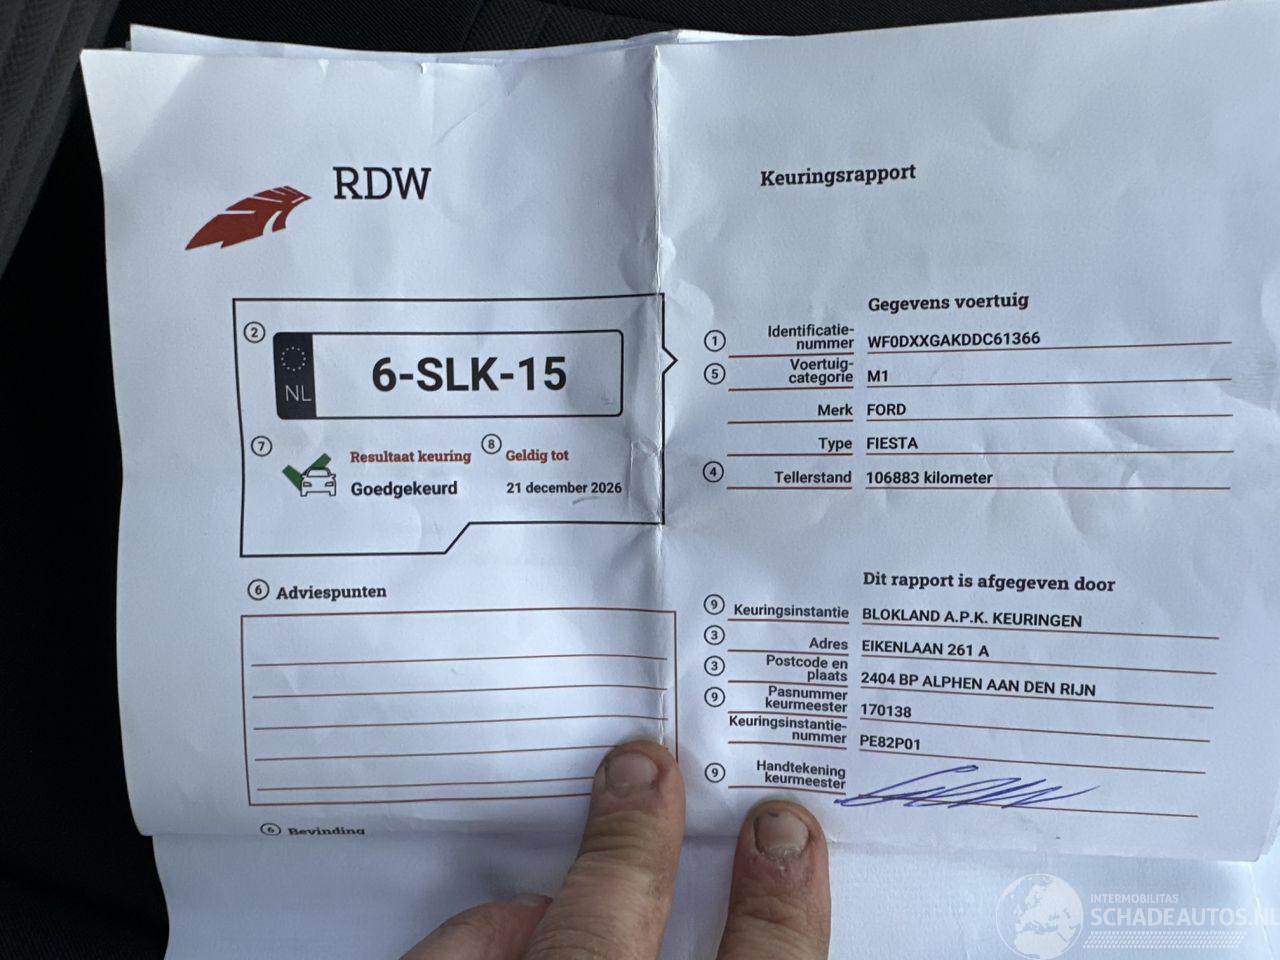 RDW
Keuringsrapport
2
NL
6-SLK-15
7
Resultaat keuring
Goedgekeurd
8
Geldig tot
21 december 2026
6 Adviespunten
6 Bevinding
Gegevens voertuig
1 Identificatie-
nummer WF0DXXGAKDDC61366
5 Voertuig-
categorie M1
Merk FORD
Type FIESTA
4 Tellerstand 106883 kilometer
Dit rapport is afgegeven door
9 Keuringsinstantie BLOKLAND A.P.K. KEURINGEN
3 Adres EIKENLAAN 261 A
3 Postcode en
plaats 2404 BP ALPHEN AAN DEN RIJN
9 Pasnummer
keurmeester 170138
Keuringsinstantie-
nummer PE82P01
9 Handtekening
keurmeester
INTERMOBILITAS
SCHADEAUTOS.NL